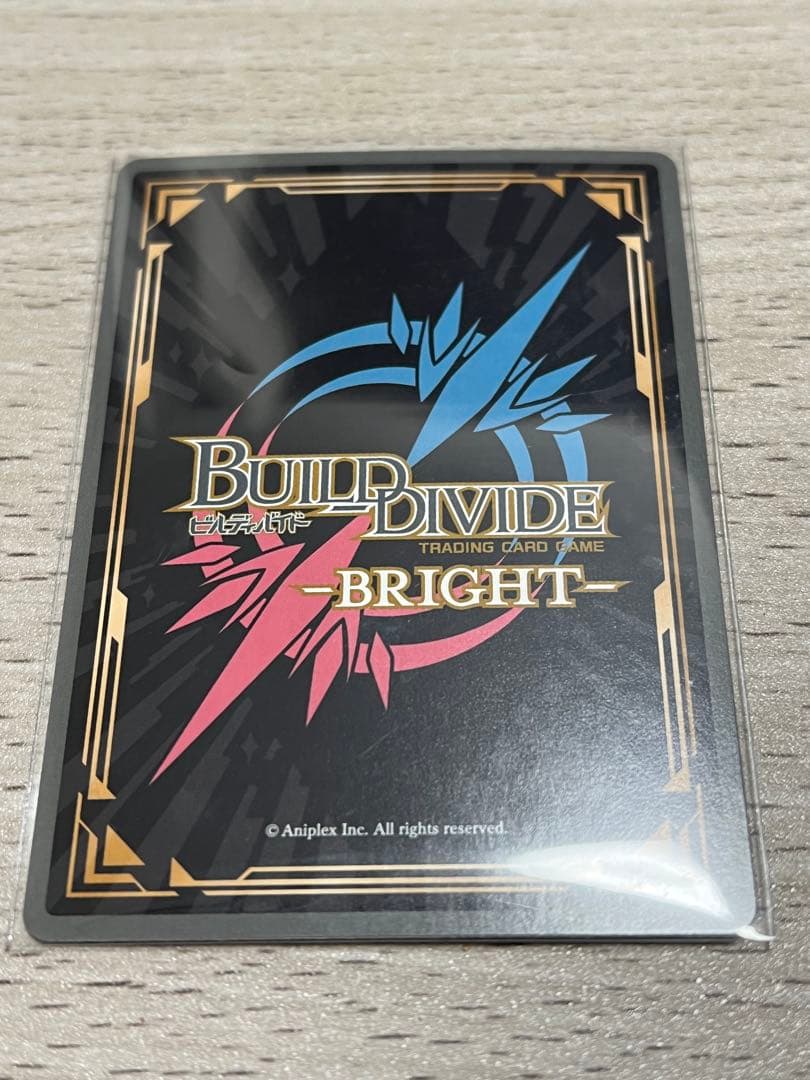 BUILD DIVIDE
ビルディバイド
TRADING CARD GAME
-BRIGHT-
© Aniplex Inc. All rights reserved.